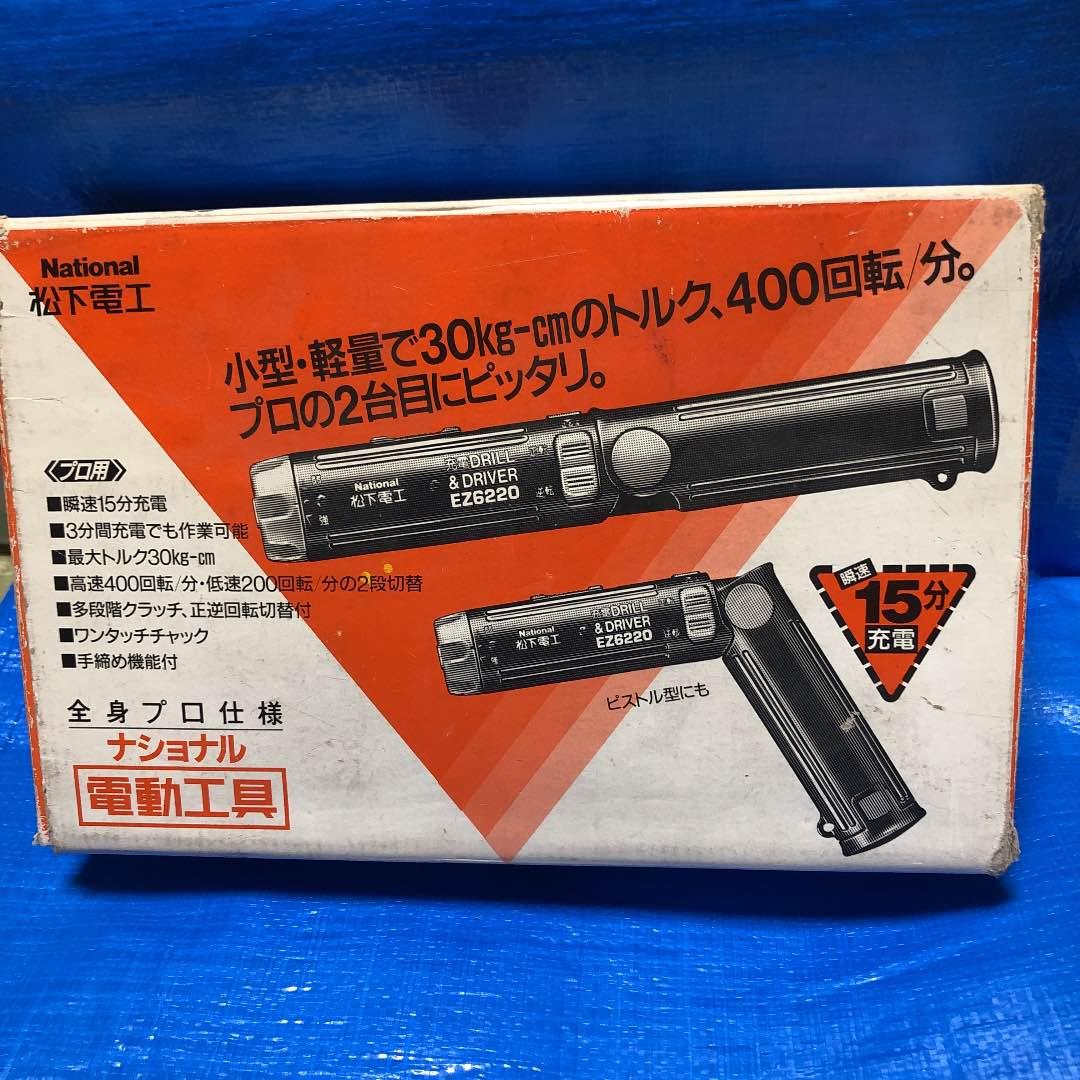 National
松下電工
小型・軽量で30kg-cmのトルク、400回転/分。
プロの2台目にピッタリ。
《プロ用》
■瞬速15分充電
■3分間充電でも作業可能
■最大トルク30kg-cm
■高速400回転/分・低速200回転/分の2段切替
■多段階クラッチ、正逆回転切替付
■ワンタッチチャック
■手締め機能付
全身プロ仕様
ナショナル
電動工具
National
松下電工
充電DRILL
& DRIVER
EZ6220
逆転
強
National
松下電工
充電DRILL
& DRIVER
EZ6220
逆転
強
ピストル型にも
瞬速
15分
充電